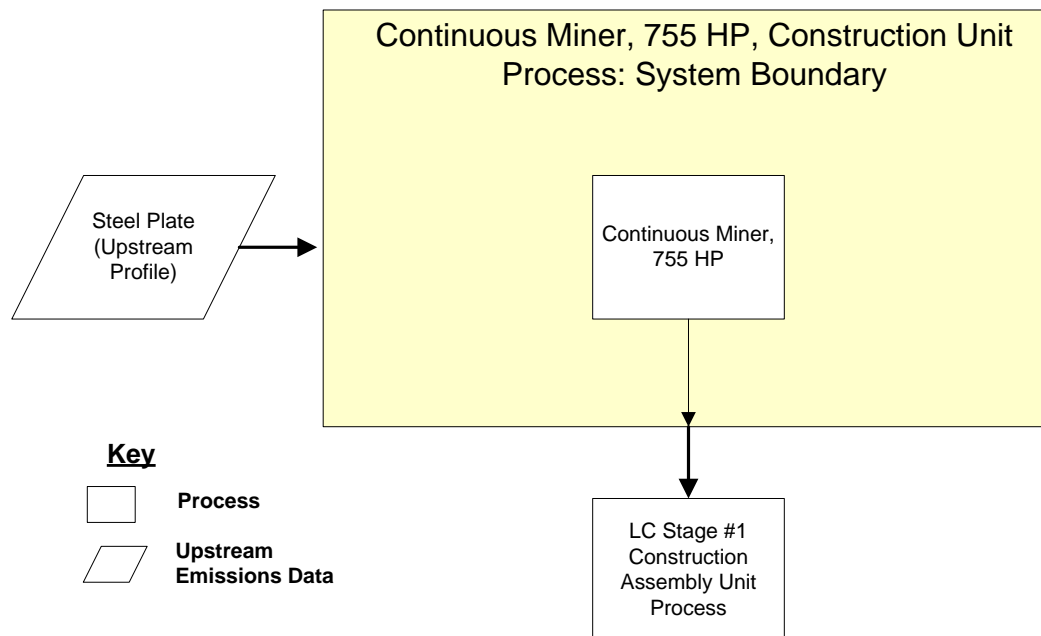 Continuous Miner, 755 HP, Construction Unit
Process: System Boundary
Steel Plate
(Upstream
Profile)
Continuous Miner,
755 HP
Key
Process
Upstream
Emissions Data
LC Stage #1
Construction
Assembly Unit
Process